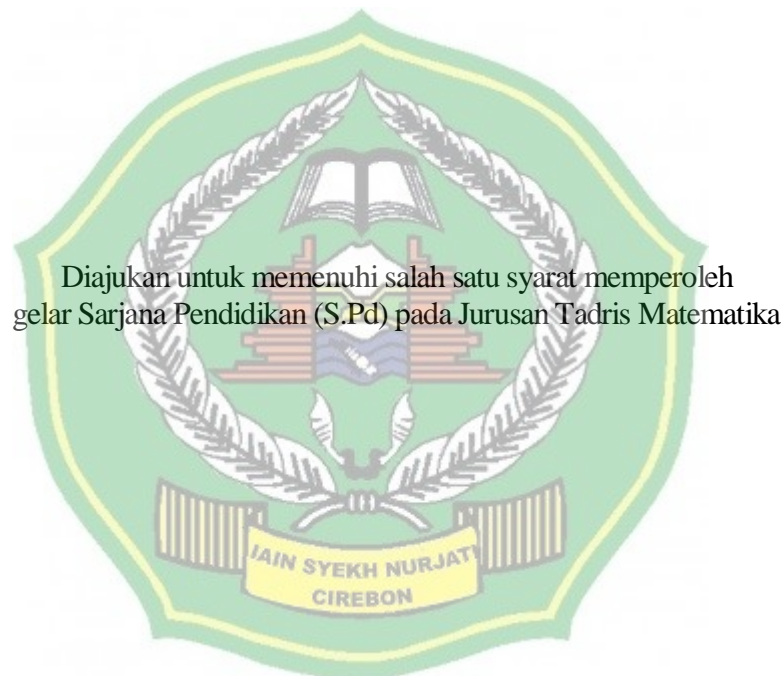 Diajukan untuk memenuhi salah satu syarat memperoleh
gelar Sarjana Pendidikan (S.Pd) pada Jurusan Tadris Matematika
IAIN SYEKH NURJATI
CIREBON